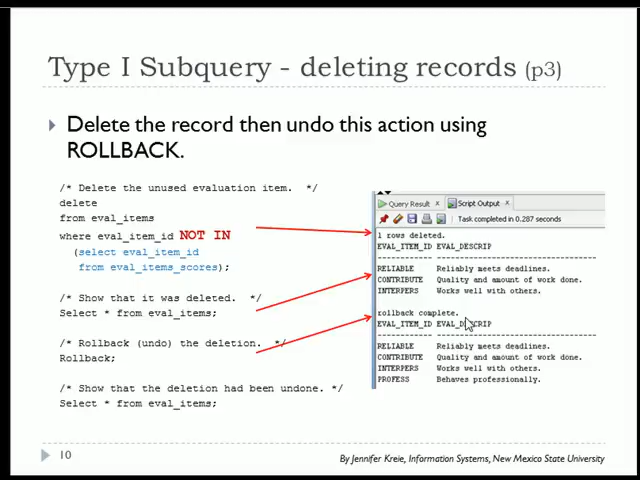 Type I Subquery - deleting records (p3)
Delete the record then undo this action using
ROLLBACK.
/* Delete the unused evaluation item. */
delete
from eval_items
where eval_item_id NOT IN
(select eval_item_id
from eval_items_scores);
/* Show that it was deleted. */
Select * from eval_items;
/* Rollback (undo) the deletion. */
Rollback;
/* Show that the deletion had been undone. */
Select * from eval_items;
Query Result x Script Output x
Task completed in 0.287 seconds
1 rows deleted.
EVAL_ITEM_ID EVAL_DESCRIP
------------ ----------------------------------------
RELIABLE Reliably meets deadlines.
CONTRIBUTE Quality and amount of work done.
INTERPERS Works well with others.
rollback complete.
EVAL_ITEM_ID EVAL_DESCRIP
------------ ----------------------------------------
RELIABLE Reliably meets deadlines.
CONTRIBUTE Quality and amount of work done.
INTERPERS Works well with others.
PROFESS Behaves professionally.
10
By Jennifer Kreie, Information Systems, New Mexico State University